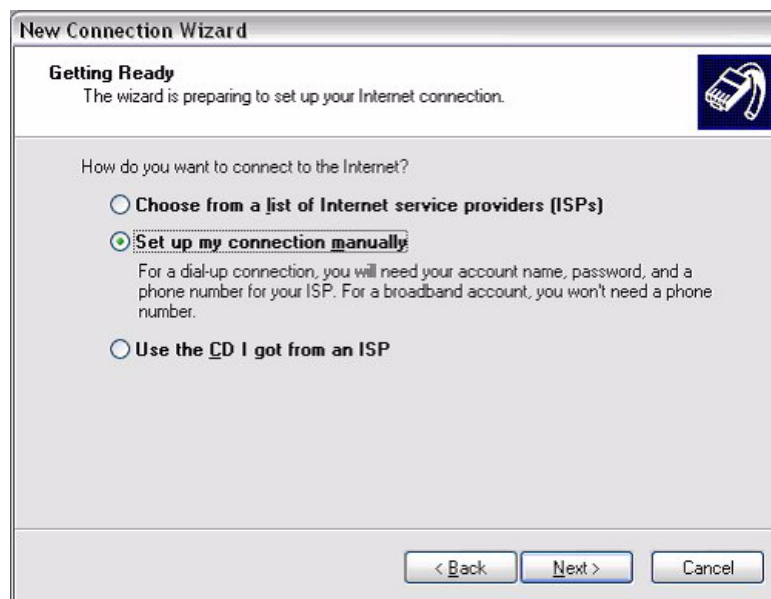 New Connection Wizard
Getting Ready
The wizard is preparing to set up your Internet connection.
How do you want to connect to the Internet?
Choose from a list of Internet service providers (ISPs)
Set up my connection manually
For a dial-up connection, you will need your account name, password, and a
phone number for your ISP. For a broadband account, you won't need a phone
number.
Use the CD I got from an ISP
< Back
Next >
Cancel